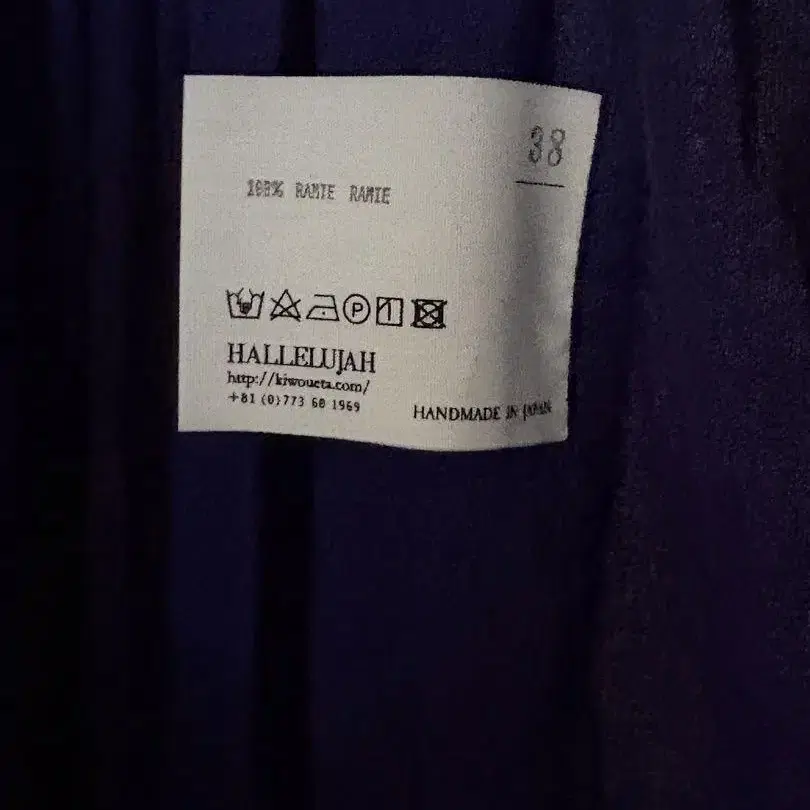 38
100% RAMIE RAMIE
P
HALLELUJAH
http://kiwoueta.com/
+81 (0)773 60 1969
HANDMADE IN JAPAN